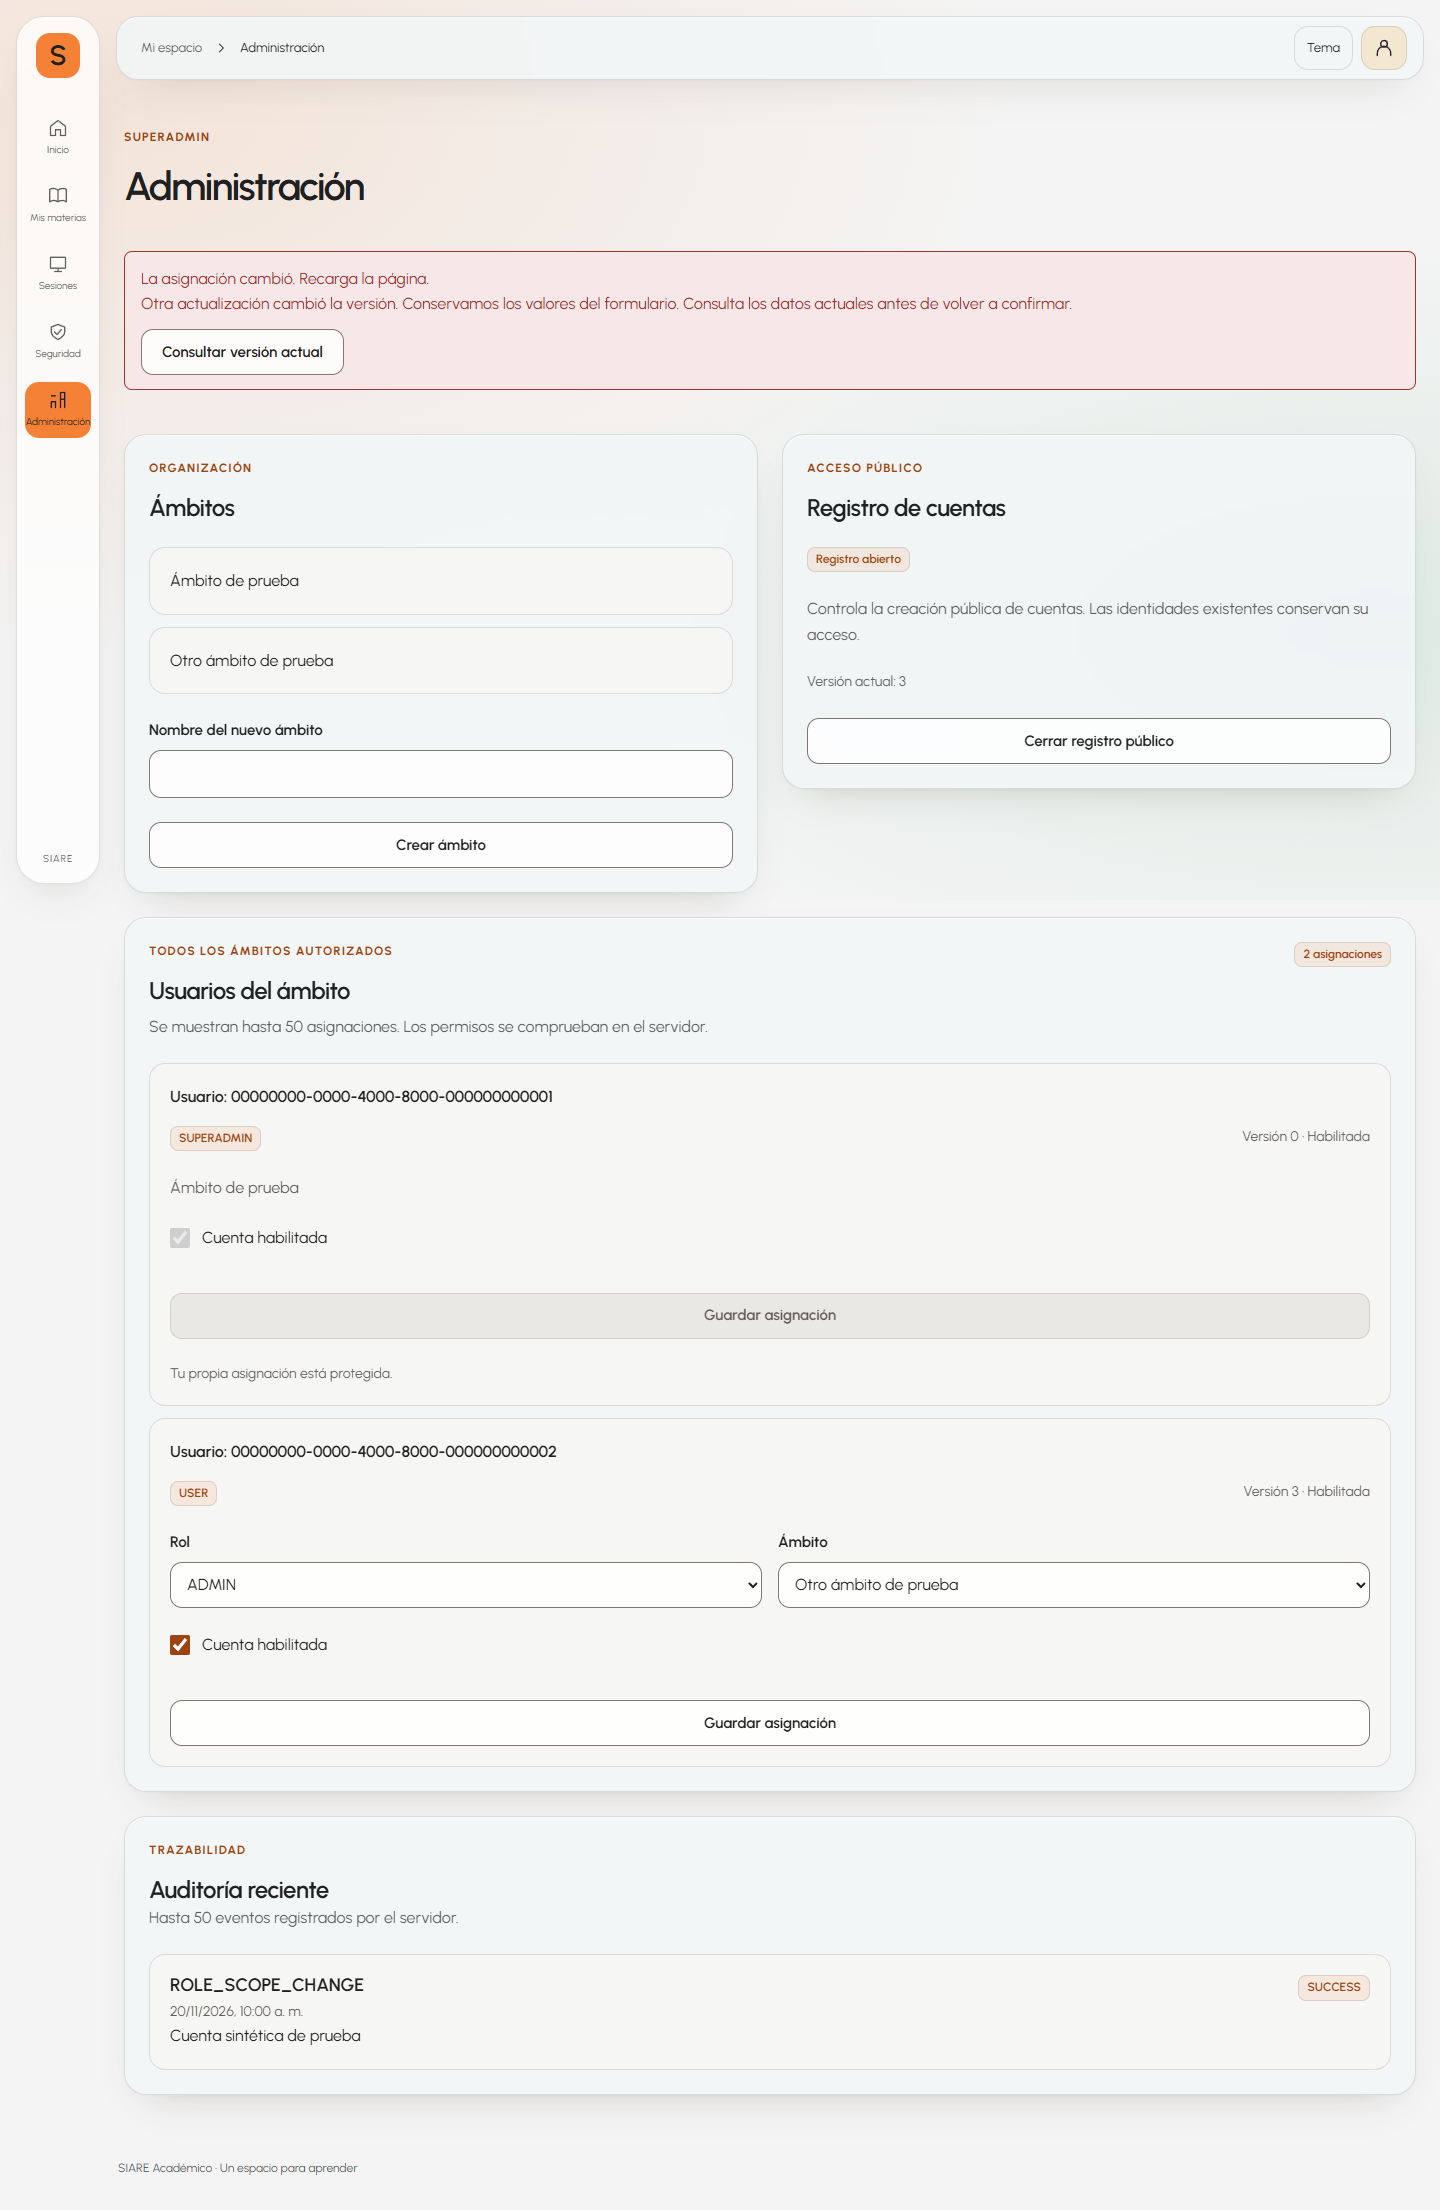 S
Inicio
Mis materias
Sesiones
Seguridad
Administración
SIARE
Mi espacio > Administración
Tema
SUPERADMIN
Administración
La asignación cambió. Recarga la página.
Otra actualización cambió la versión. Conservamos los valores del formulario. Consulta los datos actuales antes de volver a confirmar.
Consultar versión actual
ORGANIZACIÓN
Ámbitos
Ámbito de prueba
Otro ámbito de prueba
Nombre del nuevo ámbito
Crear ámbito
ACCESO PÚBLICO
Registro de cuentas
Registro abierto
Controla la creación pública de cuentas. Las identidades existentes conservan su
acceso.
Versión actual: 3
Cerrar registro público
TODOS LOS ÁMBITOS AUTORIZADOS
2 asignaciones
Usuarios del ámbito
Se muestran hasta 50 asignaciones. Los permisos se comprueban en el servidor.
Usuario: 00000000-0000-4000-8000-000000000001
SUPERADMIN
Versión 0 · Habilitada
Ámbito de prueba
Cuenta habilitada
Guardar asignación
Tu propia asignación está protegida.
Usuario: 00000000-0000-4000-8000-000000000002
USER
Versión 3 · Habilitada
Rol
Ámbito
ADMIN
Otro ámbito de prueba
Cuenta habilitada
Guardar asignación
TRAZABILIDAD
Auditoría reciente
Hasta 50 eventos registrados por el servidor.
ROLE_SCOPE_CHANGE
SUCCESS
20/11/2026, 10:00 a. m.
Cuenta sintética de prueba
SIARE Académico · Un espacio para aprender